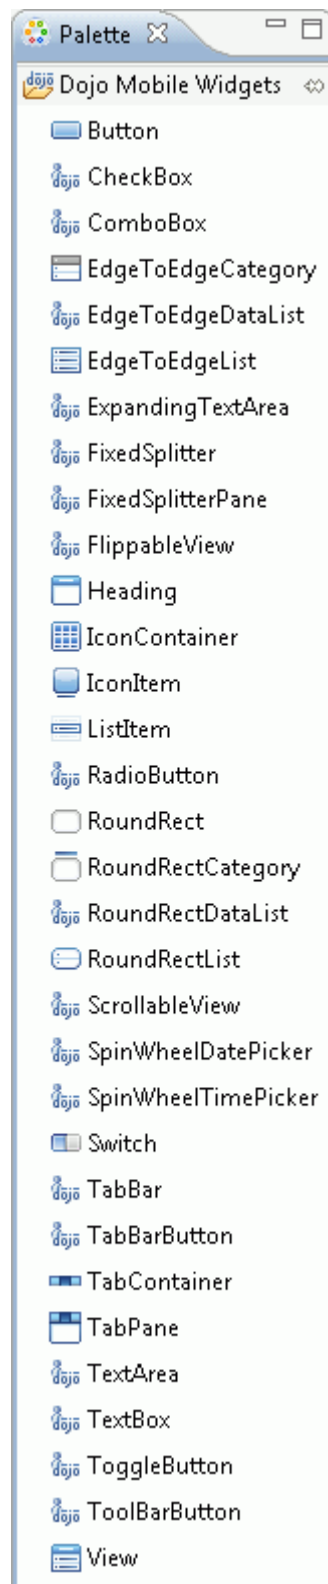 Palette
Dojo Mobile Widgets
Button
CheckBox
ComboBox
EdgeToEdgeCategory
EdgeToEdgeDataList
EdgeToEdgeList
ExpandingTextArea
FixedSplitter
FixedSplitterPane
FlippableView
Heading
IconContainer
IconItem
ListItem
RadioButton
RoundRect
RoundRectCategory
RoundRectDataList
RoundRectList
ScrollableView
SpinWheelDatePicker
SpinWheelTimePicker
Switch
TabBar
TabBarButton
TabContainer
TabPane
TextArea
TextBox
ToggleButton
ToolBarButton
View